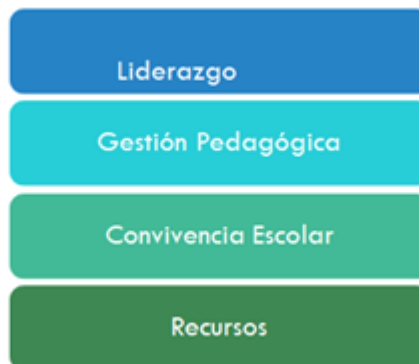 Liderazgo
Gestión Pedagógica
Convivencia Escolar
Recursos